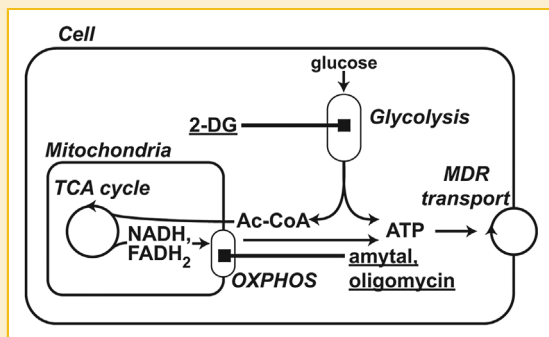 Cell
glucose
2-DG
Glycolysis
Mitochondria
TCA cycle
MDR
transport
Ac-CoA
ATP
NADH,
FADH2
amytal,
OXPHOS
oligomycin